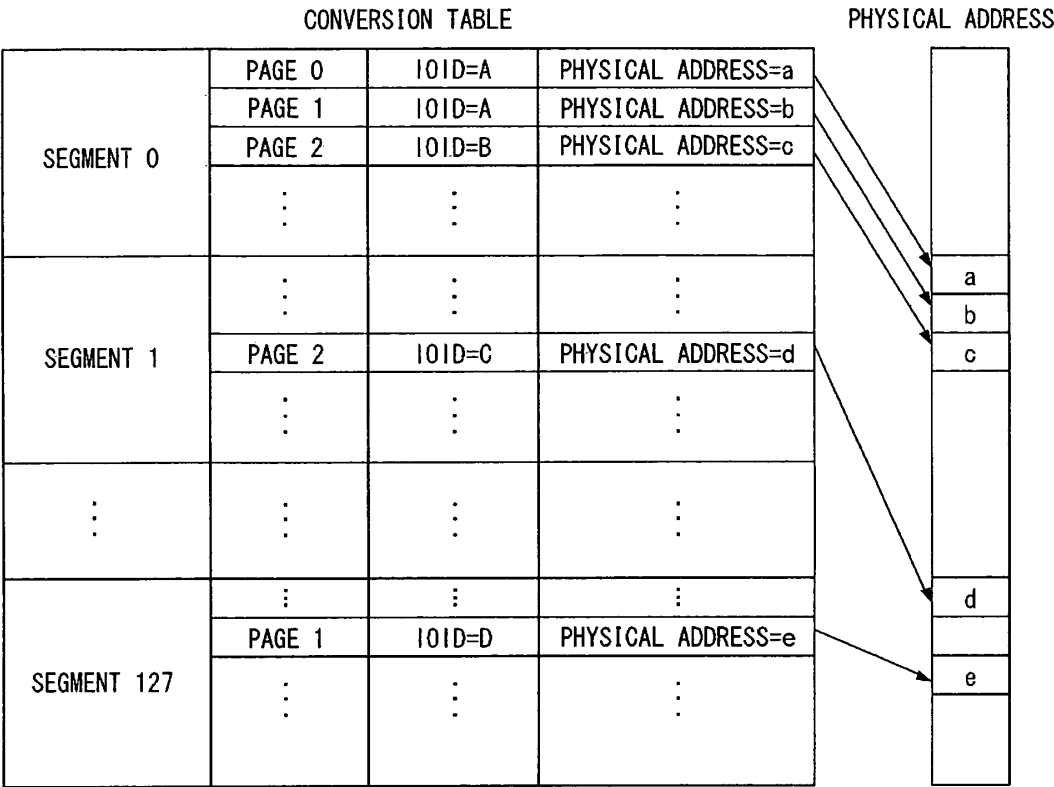 CONVERSION TABLE
PHYSICAL ADDRESS
SEGMENT 0
PAGE 0 IOID=A PHYSICAL ADDRESS=a
PAGE 1 IOID=A PHYSICAL ADDRESS=b
PAGE 2 IOID=B PHYSICAL ADDRESS=c
a
b
c
SEGMENT 1
PAGE 2 IOID=C PHYSICAL ADDRESS=d
d
SEGMENT 127
PAGE 1 IOID=D PHYSICAL ADDRESS=e
e